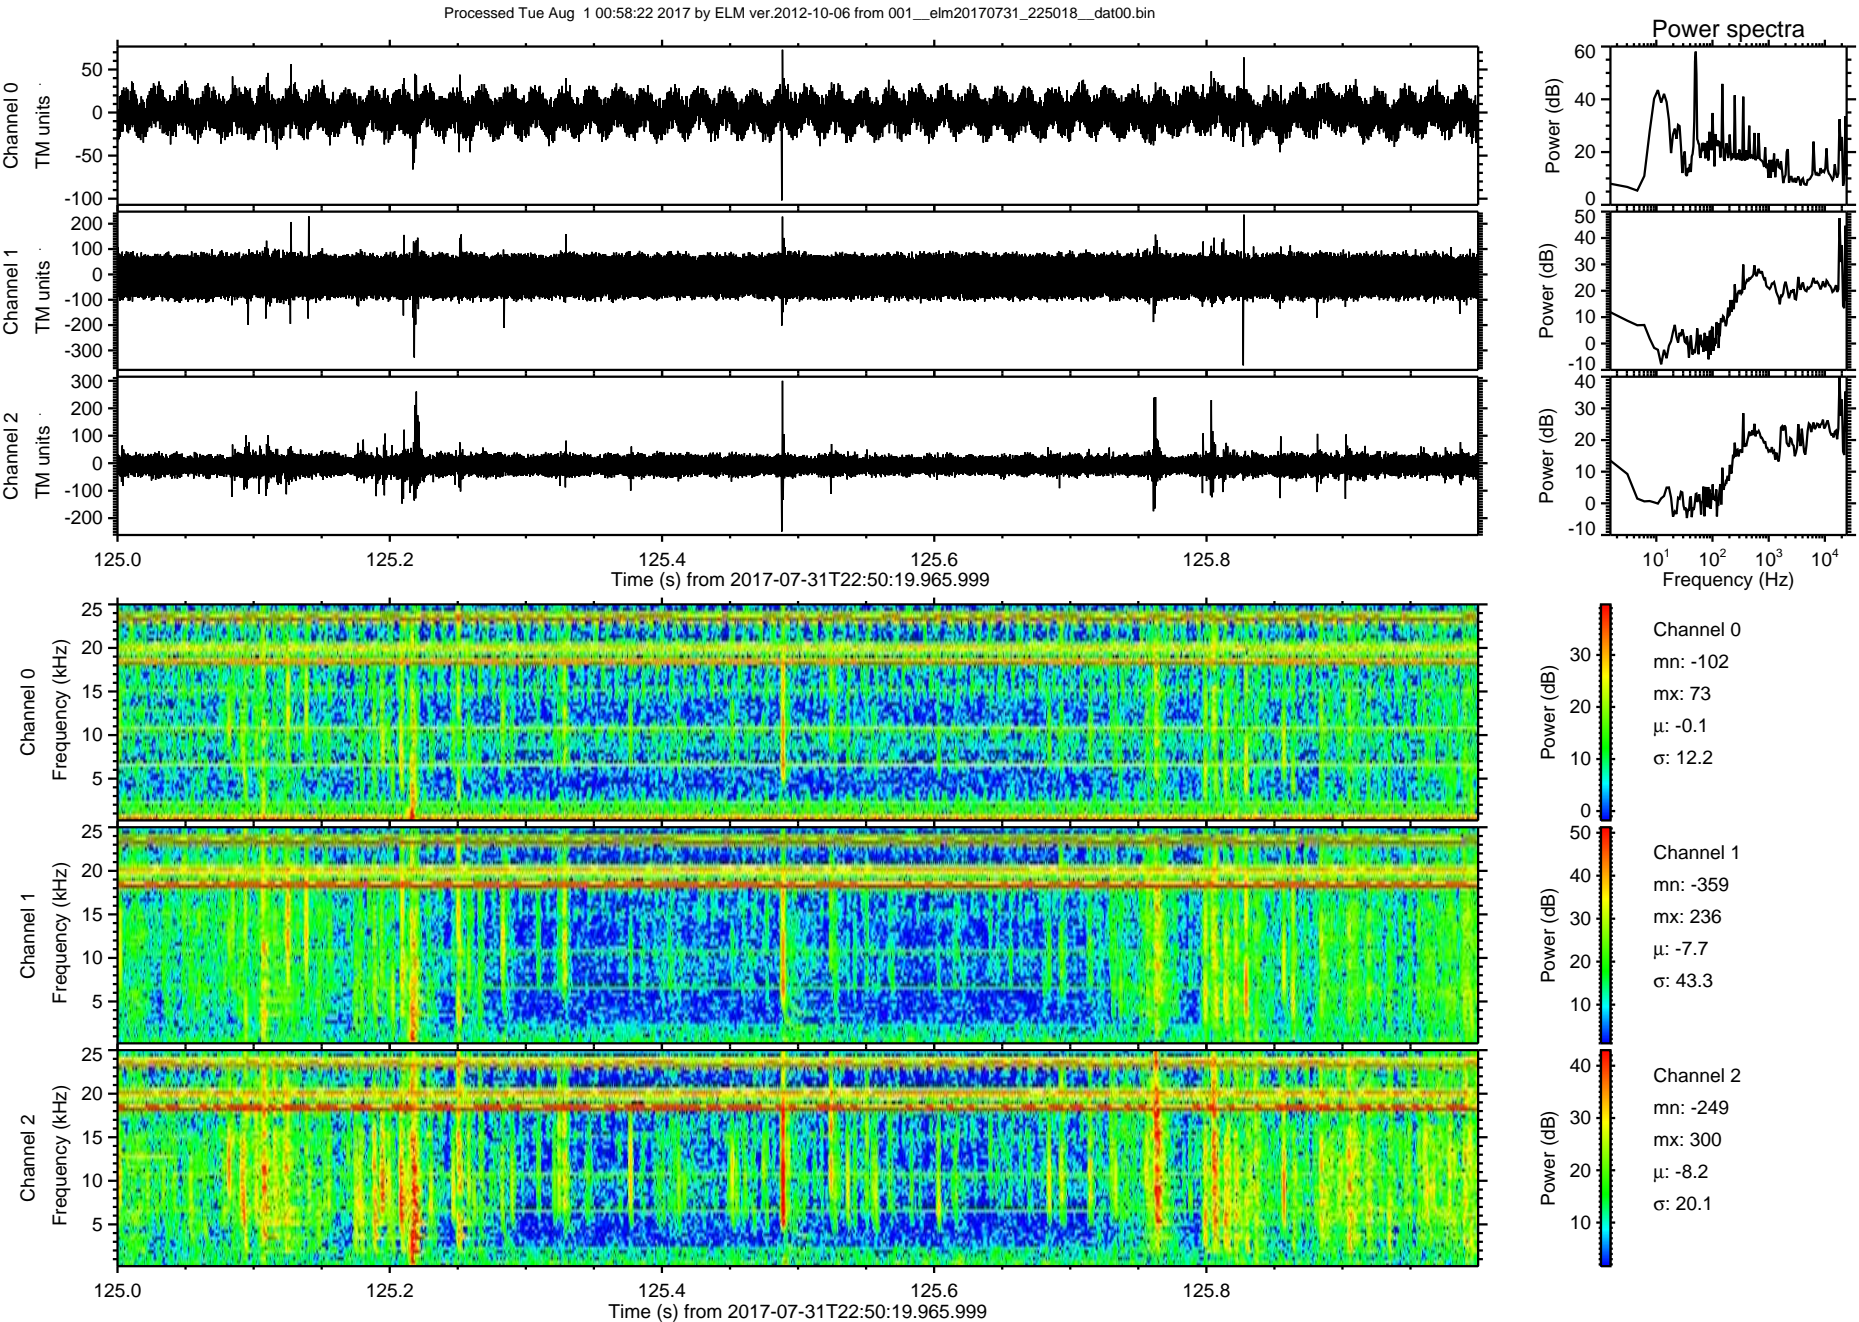 Processed Tue Aug  1 00:58:22 2017 by ELM ver.2012-10-06 from 001__elm20170731_225018__dat00.bin
Power spectra
Channel 0
TM units
50
0
-50
-100
Power (dB)
60
40
20
0
Channel 1
TM units
200
100
0
-100
-200
-300
Power (dB)
50
40
30
20
10
0
-10
Channel 2
TM units
300
200
100
0
-100
-200
Power (dB)
40
30
20
10
0
-10
125.0 125.2 125.4 125.6 125.8
Time (s) from 2017-07-31T22:50:19.965.999
10^1 10^2 10^3 10^4
Frequency (Hz)
Channel 0
Frequency (kHz)
25
20
15
10
5
Power (dB)
30
20
10
0
Channel 0
mn: -102
mx: 73
μ: -0.1
σ: 12.2
Channel 1
Frequency (kHz)
25
20
15
10
5
Power (dB)
50
40
30
20
10
Channel 1
mn: -359
mx: 236
μ: -7.7
σ: 43.3
Channel 2
Frequency (kHz)
25
20
15
10
5
Power (dB)
40
30
20
10
Channel 2
mn: -249
mx: 300
μ: -8.2
σ: 20.1
125.0 125.2 125.4 125.6 125.8
Time (s) from 2017-07-31T22:50:19.965.999